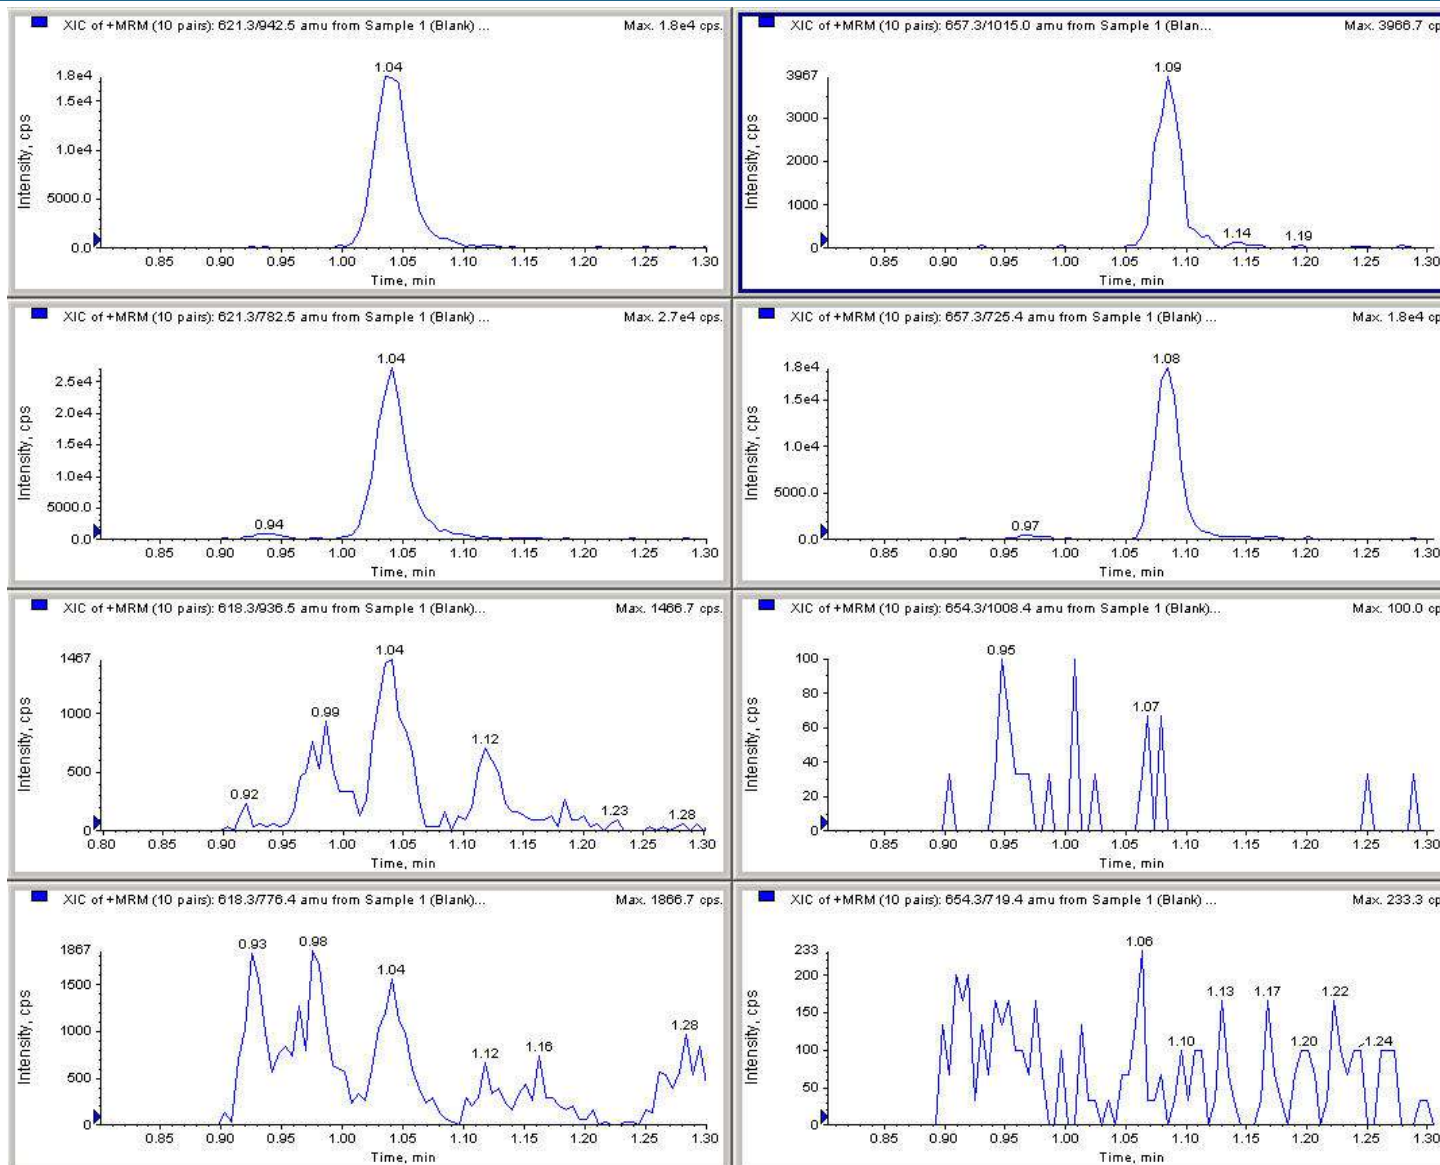 XIC of +MRM (10 pairs): 621.3/942.5 amu from Sample 1 (Blank) ... Max. 1.8e4 cps.
1.04
1.8e4
1.5e4
1.0e4
5000.0
0.0
Intensity, cps
0.85 0.90 0.95 1.00 1.05 1.10 1.15 1.20 1.25 1.30
Time, min
XIC of +MRM (10 pairs): 657.3/1015.0 amu from Sample 1 (Blan... Max. 3966.7 cp
1.09
3967
3000
2000
1000
0
1.14 1.19
Intensity, cps
0.85 0.90 0.95 1.00 1.05 1.10 1.15 1.20 1.25 1.30
Time, min
XIC of +MRM (10 pairs): 621.3/782.5 amu from Sample 1 (Blank) ... Max. 2.7e4 cps.
1.04
2.5e4
2.0e4
1.5e4
1.0e4
5000.0
0.0
0.94
Intensity, cps
0.85 0.90 0.95 1.00 1.05 1.10 1.15 1.20 1.25 1.30
Time, min
XIC of +MRM (10 pairs): 657.3/725.4 amu from Sample 1 (Blank) ... Max. 1.8e4 cp
1.08
1.8e4
1.5e4
1.0e4
5000.0
0.0
0.97
Intensity, cps
0.85 0.90 0.95 1.00 1.05 1.10 1.15 1.20 1.25 1.30
Time, min
XIC of +MRM (10 pairs): 618.3/936.5 amu from Sample 1 (Blank)... Max. 1466.7 cps.
1.04
1467
1000
500
0
0.92 0.99 1.12 1.23 1.28
Intensity, cps
0.80 0.85 0.90 0.95 1.00 1.05 1.10 1.15 1.20 1.25 1.30
Time, min
XIC of +MRM (10 pairs): 654.3/1008.4 amu from Sample 1 (Blank)... Max. 100.0 cp
0.95
1.07
100
80
60
40
20
0
Intensity, cps
0.85 0.90 0.95 1.00 1.05 1.10 1.15 1.20 1.25 1.30
Time, min
XIC of +MRM (10 pairs): 618.3/776.4 amu from Sample 1 (Blank)... Max. 1866.7 cps.
0.93 0.98 1.04 1.12 1.16 1.28
1867
1500
1000
500
0
Intensity, cps
0.85 0.90 0.95 1.00 1.05 1.10 1.15 1.20 1.25 1.30
Time, min
XIC of +MRM (10 pairs): 654.3/719.4 amu from Sample 1 (Blank) ... Max. 233.3 cp
1.06
1.10 1.13 1.17 1.20 1.22 1.24
233
200
150
100
50
0
Intensity, cps
0.85 0.90 0.95 1.00 1.05 1.10 1.15 1.20 1.25 1.30
Time, min